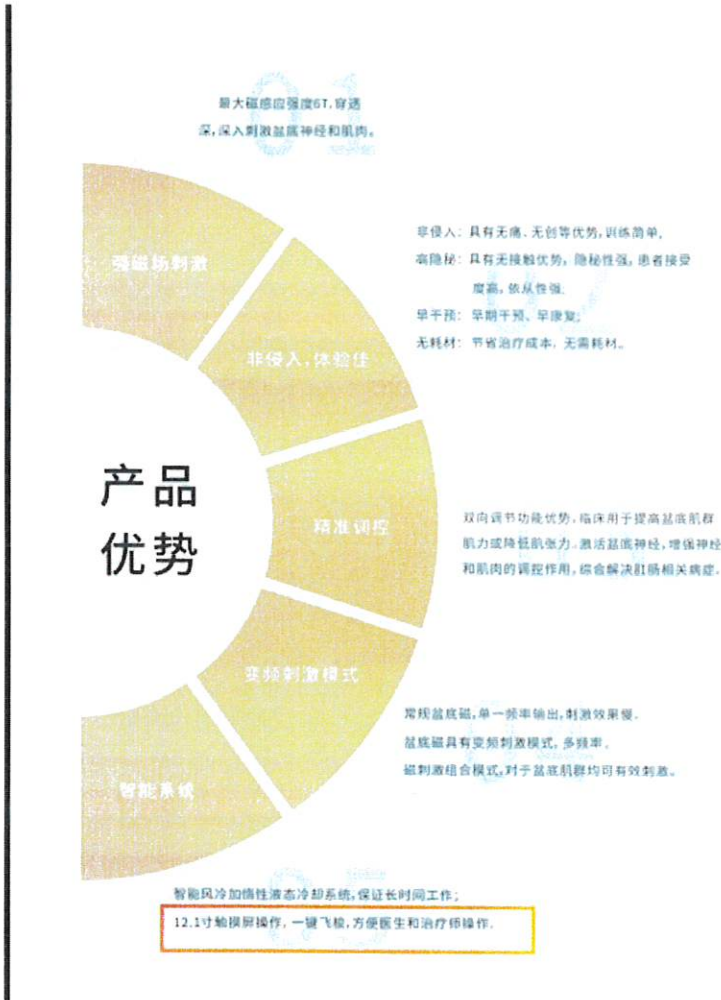 01
最大磁感应强度6T,穿透
深,深入刺激盆底神经和肌肉。
强磁场刺激
02
非侵入：具有无痛、无创等优势,训练简单,
高隐秘：具有无接触优势，隐秘性强，患者接受
度高，依从性强.
早干预：早期干预、早康复;
无耗材：节省治疗成本，无需耗材。
非侵入,体验佳
产品
优势
精准调控
双向调节功能优势，临床用于提高盆底肌群
肌力或降低肌张力.激活盆底神经,增强神经
和肌肉的调控作用,综合解决肛肠相关病症.
变频刺激模式
04
常规盆底磁,单一频率输出,刺激效果慢.
盆底磁具有变频刺激模式，多频率。
磁刺激组合模式,对于盆底肌群均可有效刺激。
智能系统
05
智能风冷加惰性液态冷却系统,保证长时间工作;
12.1寸触摸屏操作，一键飞梭,方便医生和治疗师操作.